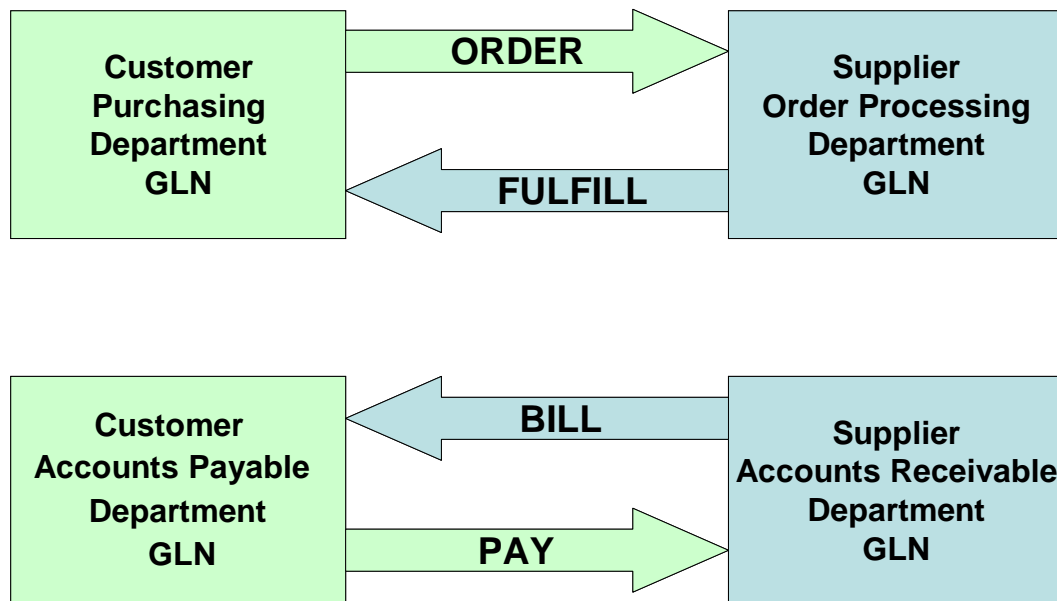 Customer
Purchasing
Department
GLN
ORDER
FULFILL
Supplier
Order Processing
Department
GLN
Customer
Accounts Payable
Department
GLN
BILL
PAY
Supplier
Accounts Receivable
Department
GLN